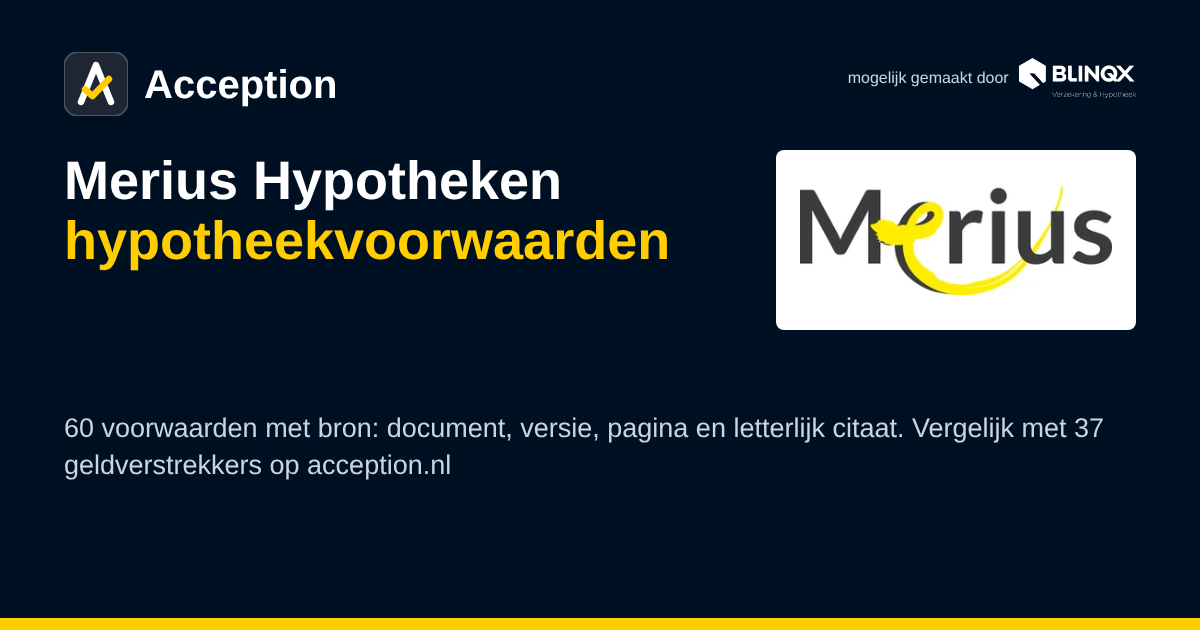 Acception
mogelijk gemaakt door
BLINQX
Verzekering & Hypotheek
Merius Hypotheken
hypotheekvoorwaarden
Merius
60 voorwaarden met bron: document, versie, pagina en letterlijk citaat. Vergelijk met 37
geldverstrekkers op acception.nl